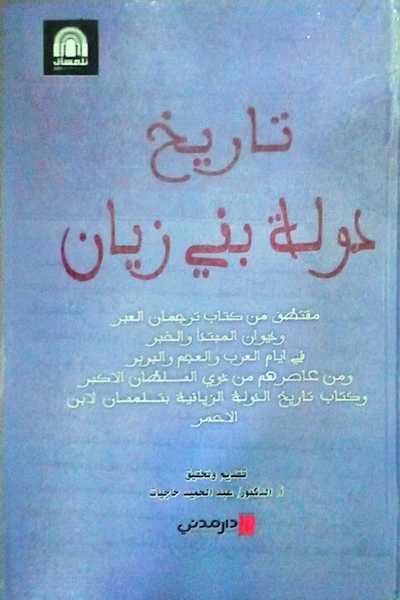 تلمسان
تاريخ
دولة بني زيان
مقتطف من كتاب ترجمان العبر
وديوان المبتدأ والخبر
في أيام العرب والعجم والبربر
ومن عاصرهم من ذوي السلطان الاكبر
وكتاب تاريخ الدولة الزيانية بتلمسان لابن
الاحمر
تقديم وتحقيق
أ. الدكتور/ عبد الحميد حاجيات
دار مدني